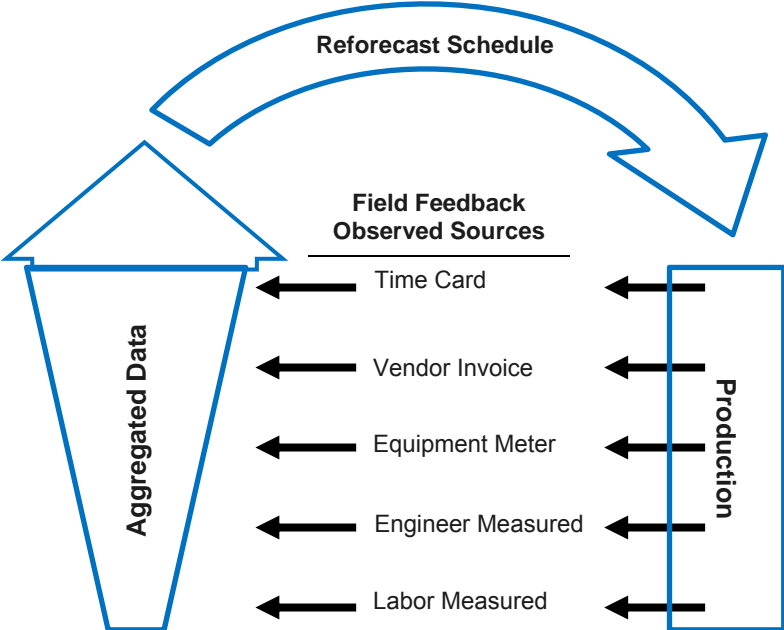 Reforecast Schedule
Field Feedback
Observed Sources
Time Card
Vendor Invoice
Equipment Meter
Engineer Measured
Labor Measured
Aggregated Data
Production